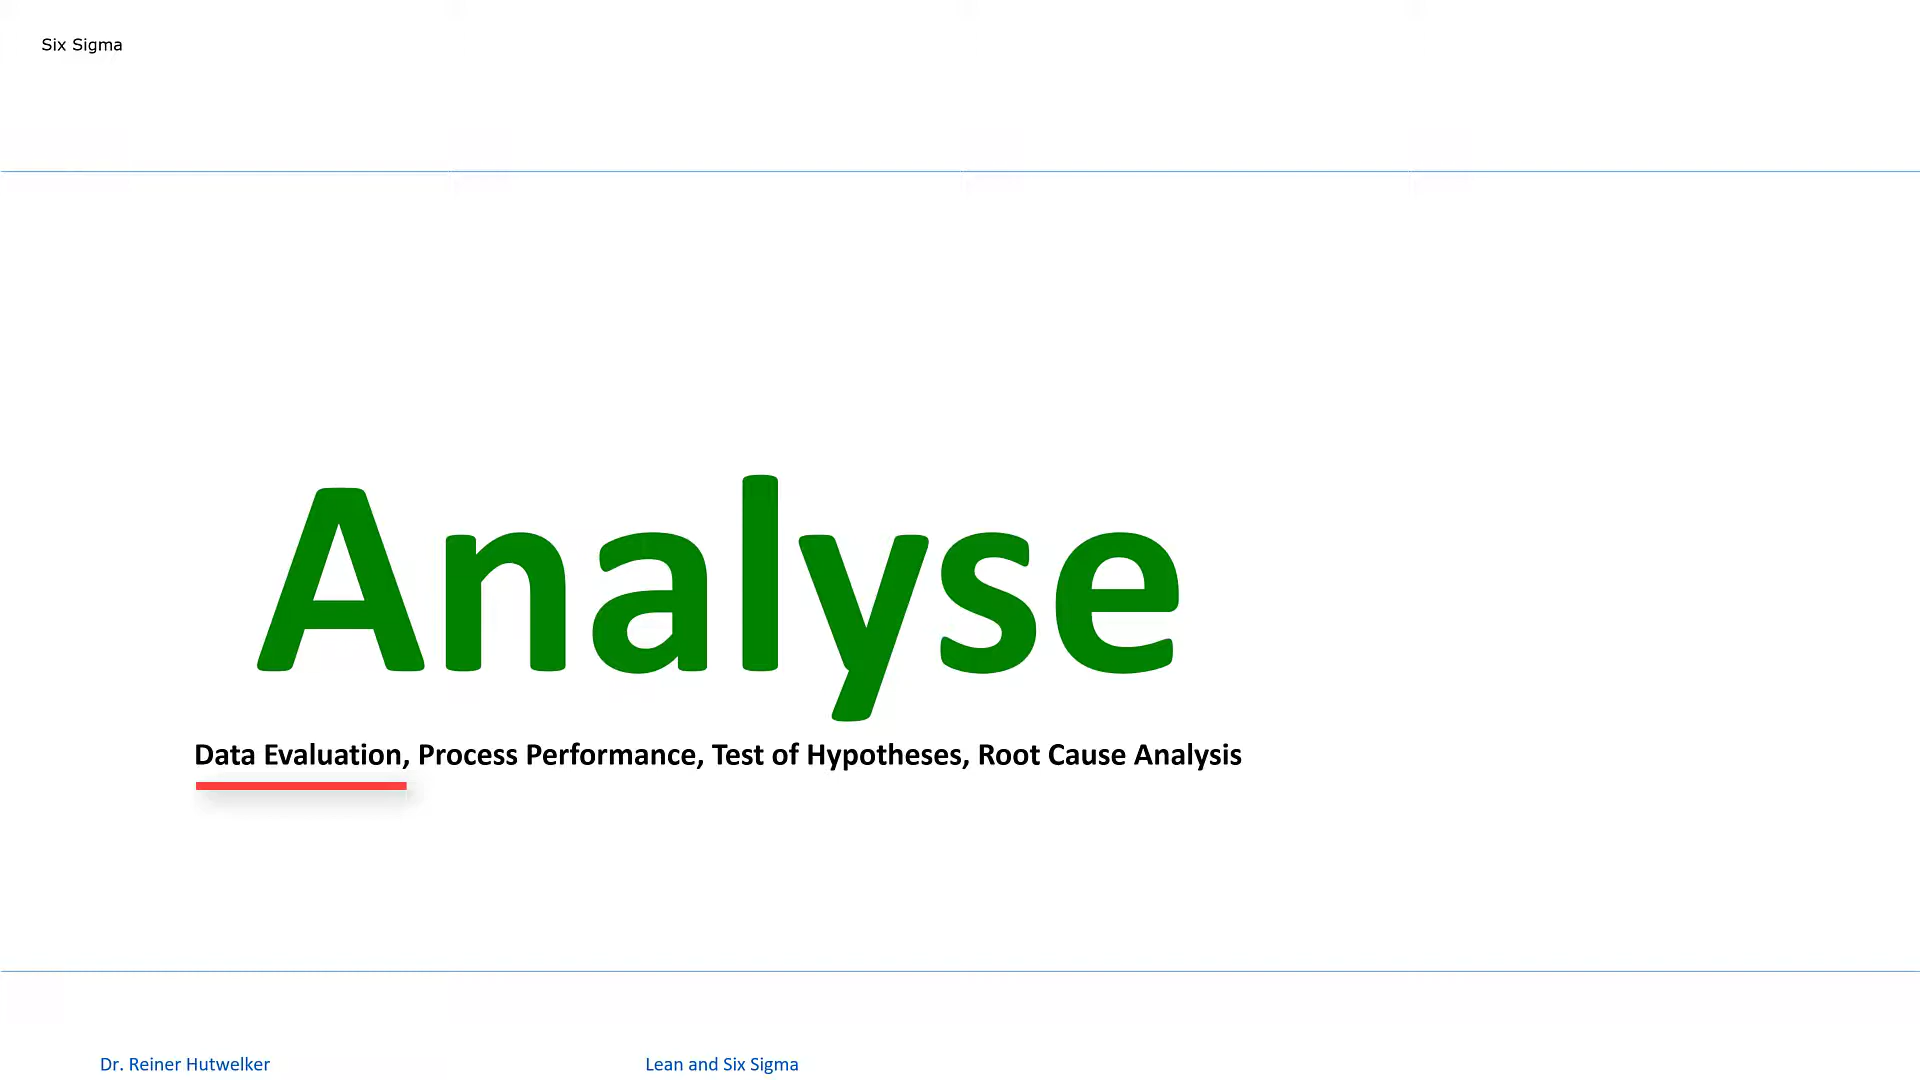 Six Sigma
Analyse
Data Evaluation, Process Performance, Test of Hypotheses, Root Cause Analysis
Dr. Reiner Hutwelker
Lean and Six Sigma